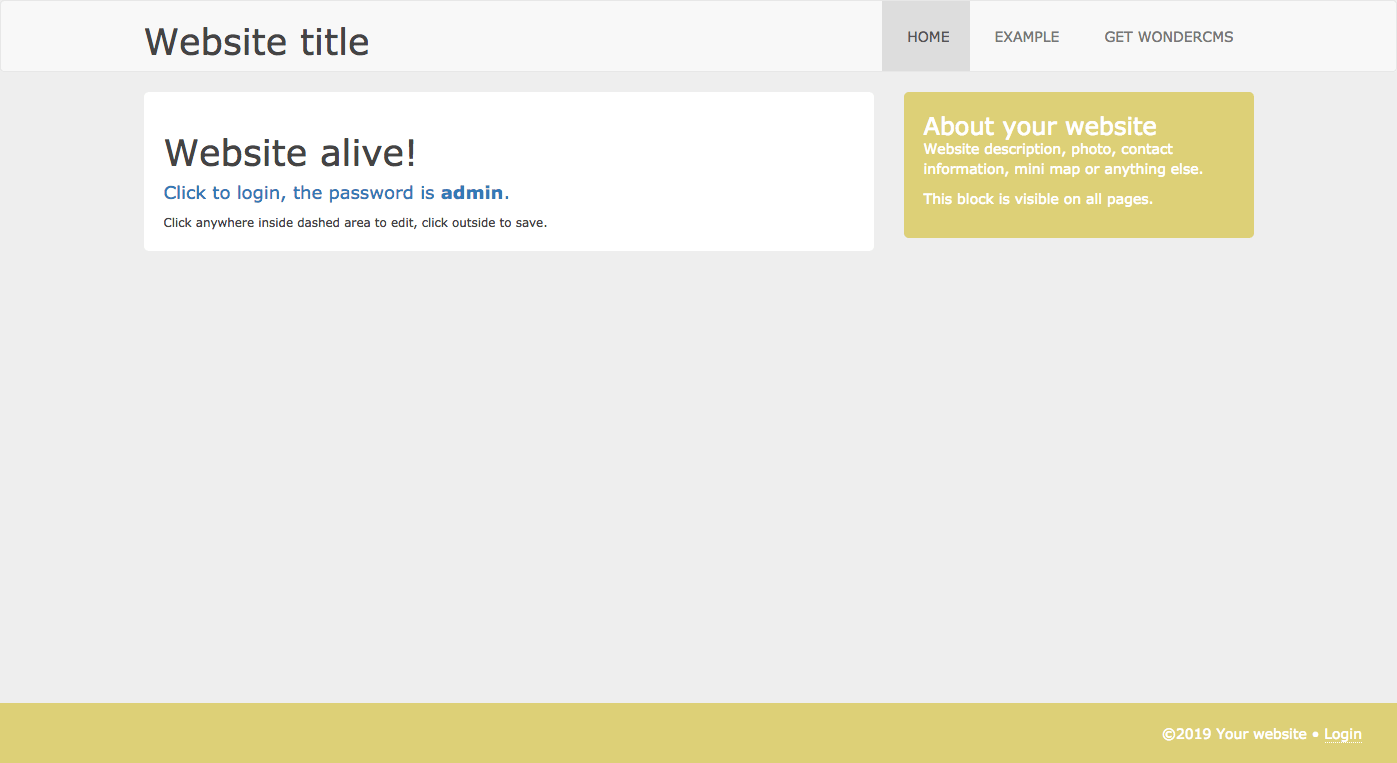 Website title
HOME
EXAMPLE
GET WONDERCMS
Website alive!
Click to login, the password is admin.
Click anywhere inside dashed area to edit, click outside to save.
About your website
Website description, photo, contact
information, mini map or anything else.
This block is visible on all pages.
©2019 Your website • Login